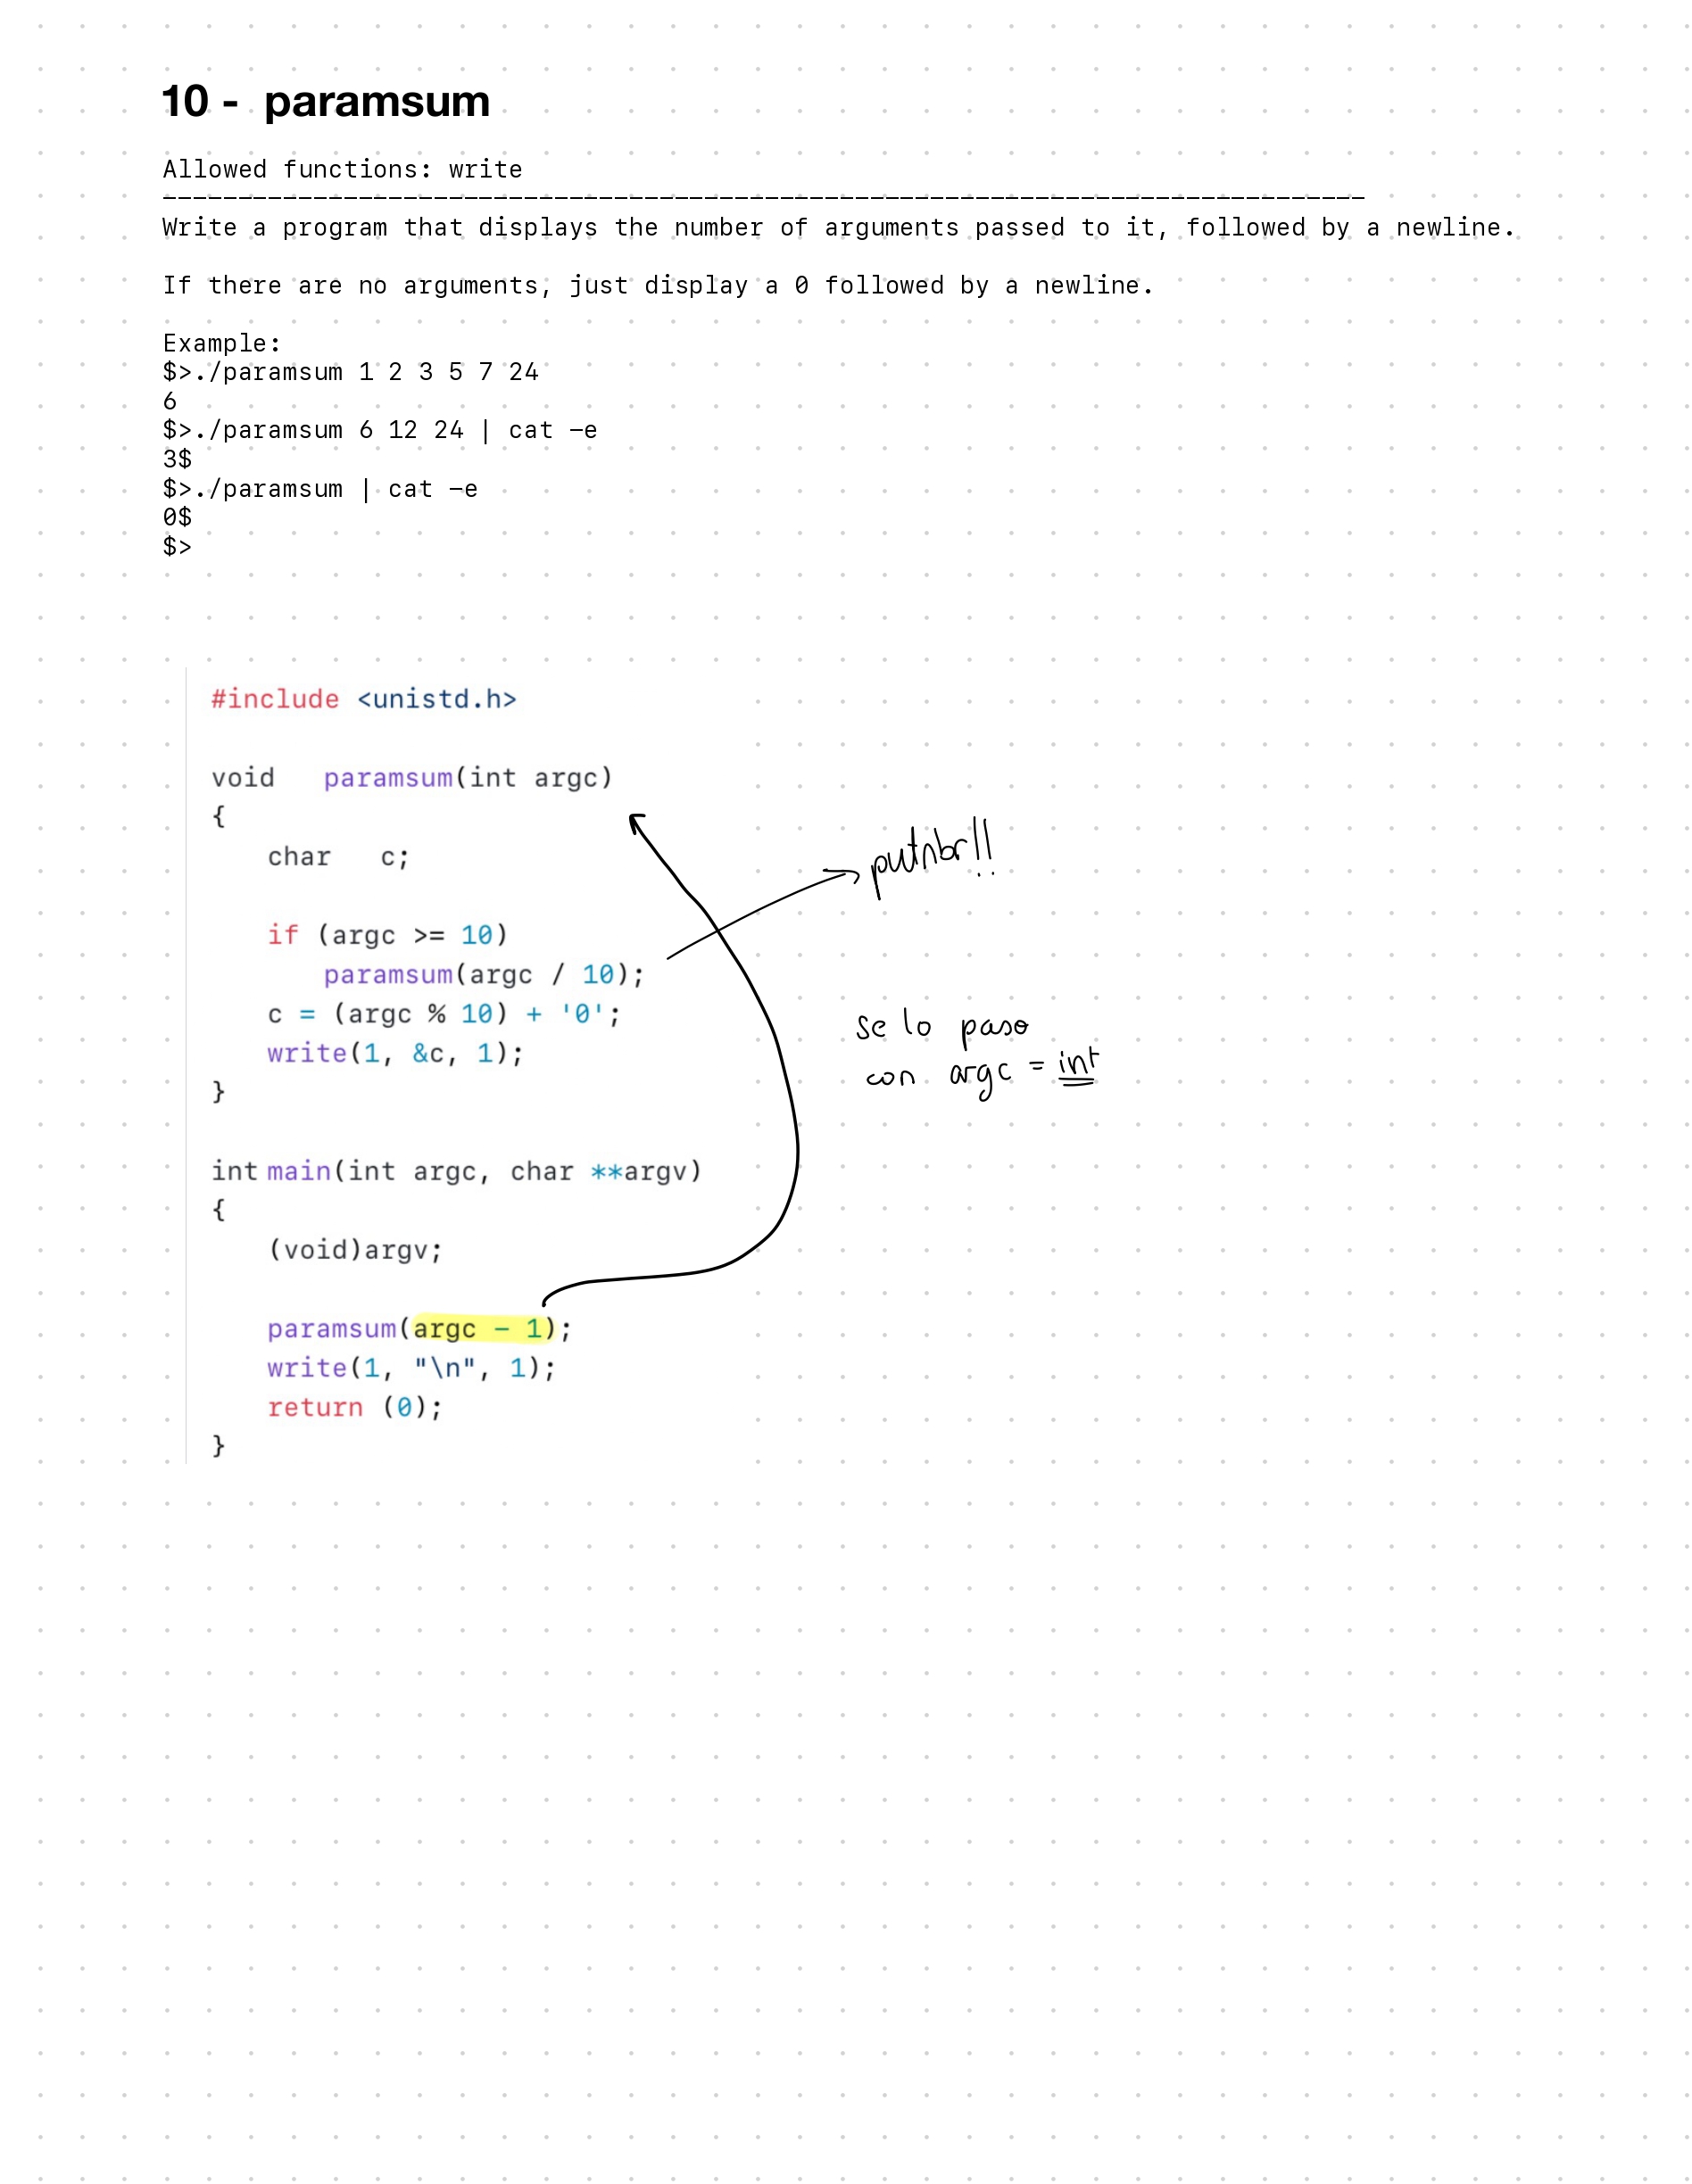 10 -  paramsum
Allowed functions: write
--------------------------------------------------------------------------------
Write a program that displays the number of arguments passed to it, followed by a newline.
If there are no arguments, just display a 0 followed by a newline.
Example:
$>./paramsum 1 2 3 5 7 24
6
$>./paramsum 6 12 24 | cat -e
3$
$>./paramsum | cat -e
0$
$>
#include <unistd.h>
void   paramsum(int argc)
{
char   c;
putnbr!!
if (argc >= 10)
paramsum(argc / 10);
c = (argc % 10) + '0';
se lo paso
write(1, &c, 1);
con argc = int
}
int main(int argc, char **argv)
{
(void)argv;
paramsum(argc - 1);
write(1, "\n", 1);
return (0);
}